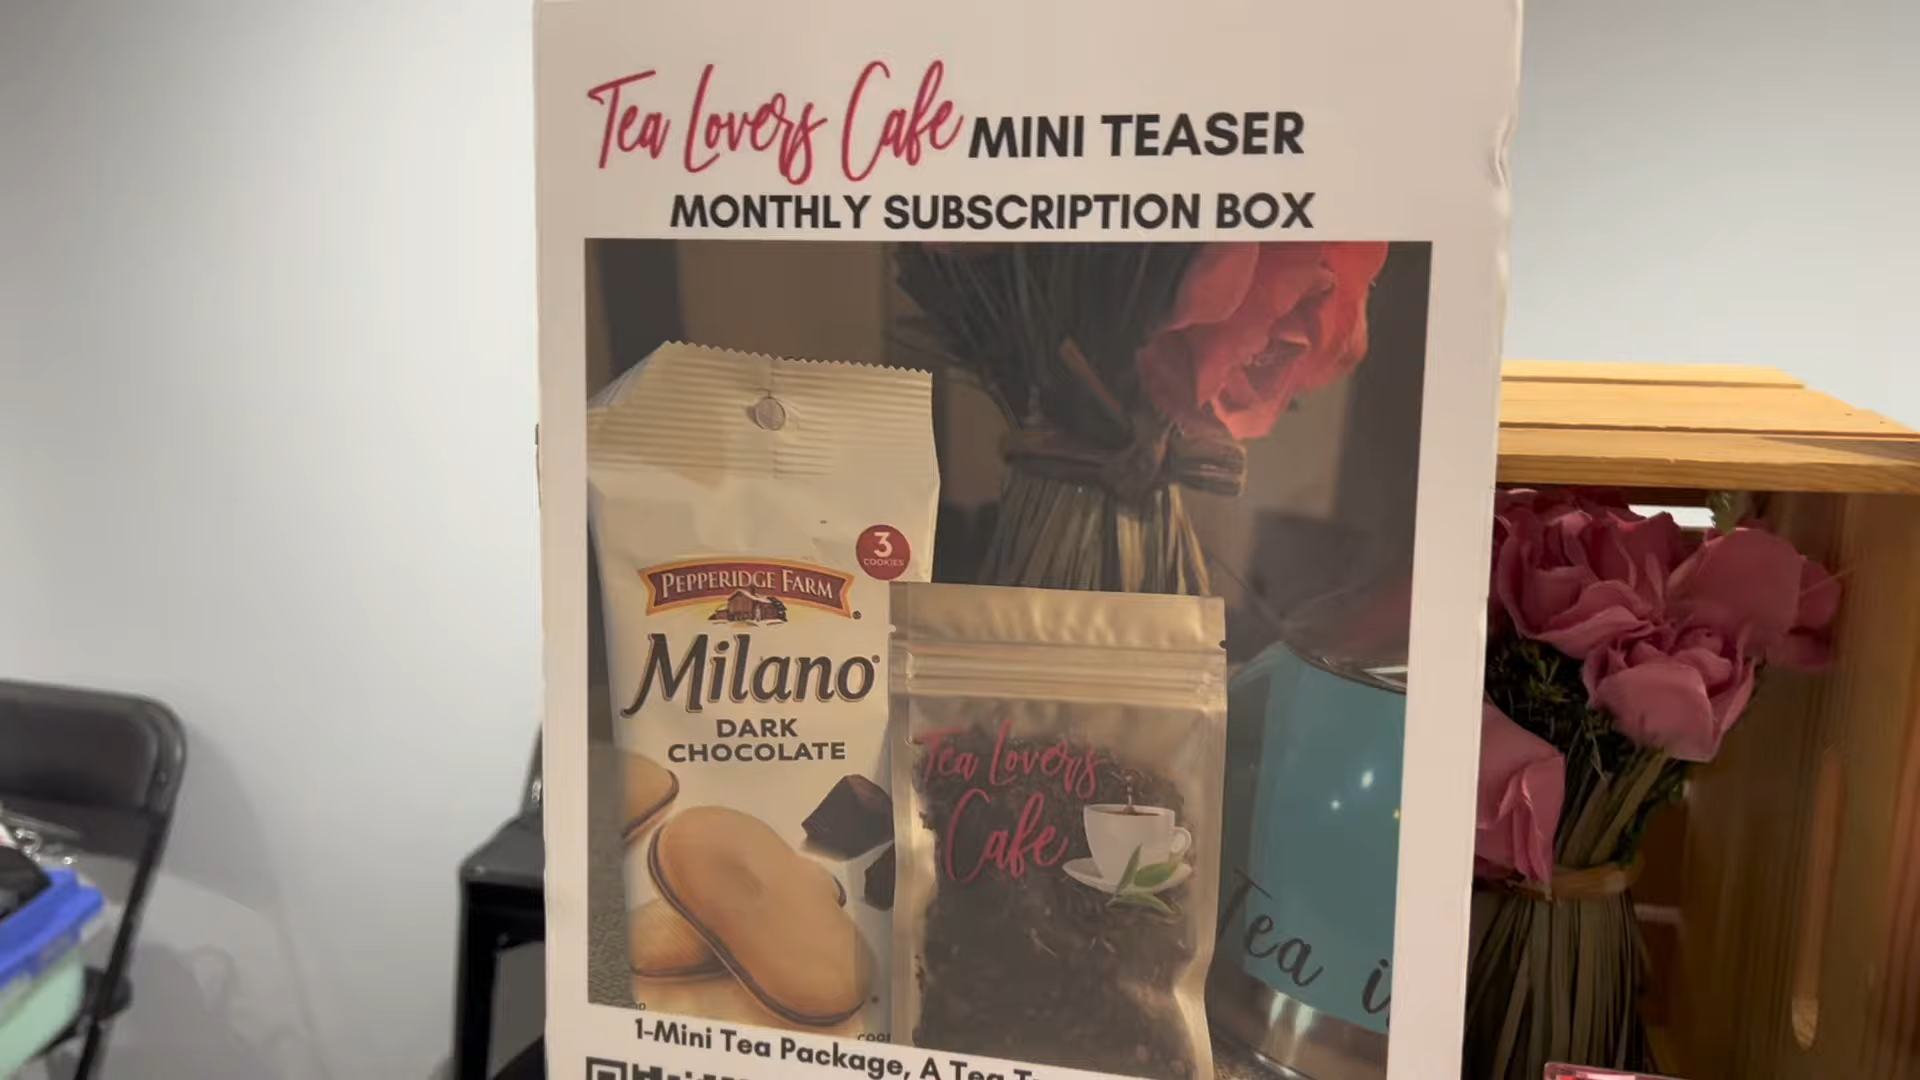 Tea Lovers Cafe MINI TEASER
MONTHLY SUBSCRIPTION BOX
3
COOKIES
PEPPERIDGE FARM
Milano
DARK
CHOCOLATE
Tea Lovers
Cafe
Tea
1-Mini Tea Package, A Tea